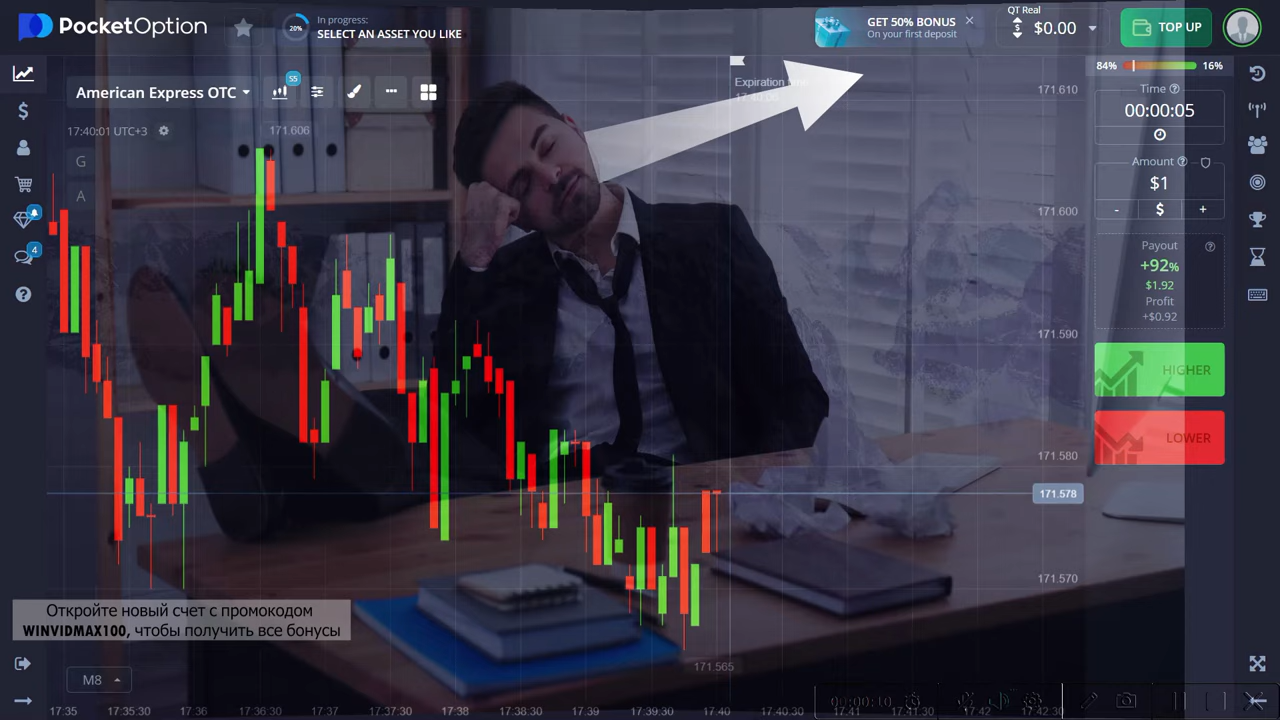 PocketOption
20%
In progress:
SELECT AN ASSET YOU LIKE
GET 50% BONUS
On your first deposit
QT Real
$0.00
TOP UP
84%
16%
American Express OTC
S5
Expiration
171.610
Time
00:00:05
17:40:01 UTC+3
171.606
G
A
Amount
$1
- $ +
171.600
4
Payout
+92%
$1.92
Profit
+$0.92
171.590
HIGHER
LOWER
171.580
171.578
171.570
171.565
Откройте новый счет с промокодом
WINVIDMAX100, чтобы получить все бонусы
M8
00:00:10
17:35 17:35:30 17:36 17:36:30 17:37 17:37:30 17:38 17:38:30 17:39 17:39:30 17:40 17:40:30 17:41 17:41:30 17:42 17:42:30